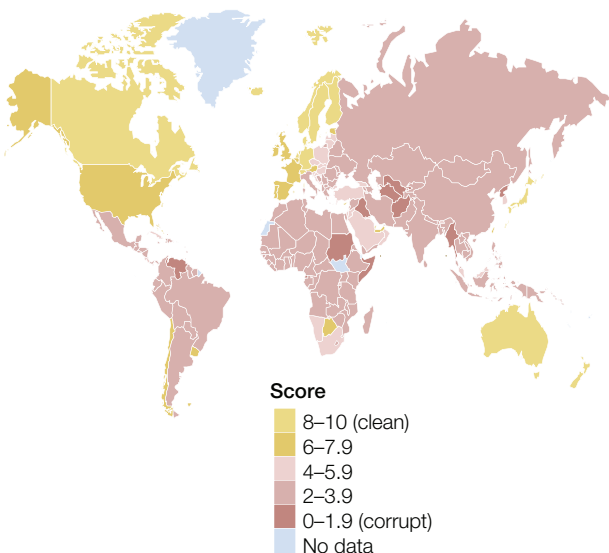 Score
8–10 (clean)
6–7.9
4–5.9
2–3.9
0–1.9 (corrupt)
No data